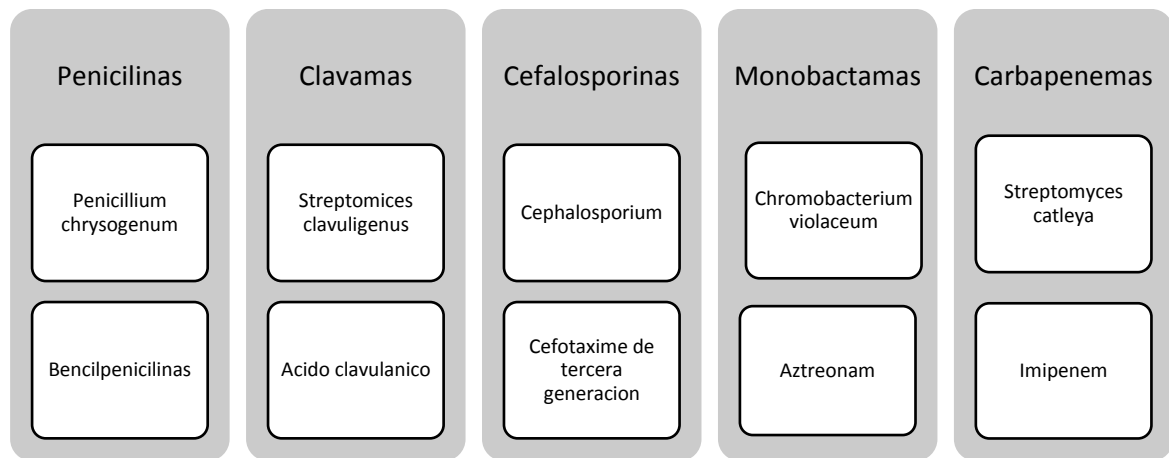 Penicilinas
Penicillium
chrysogenum
Bencilpenicilinas
Clavamas
Streptomices
clavuligenus
Acido clavulanico
Cefalosporinas
Cephalosporium
Cefotaxime de
tercera
generacion
Monobactamas
Chromobacterium
violaceum
Aztreonam
Carbapenemas
Streptomyces
catleya
Imipenem